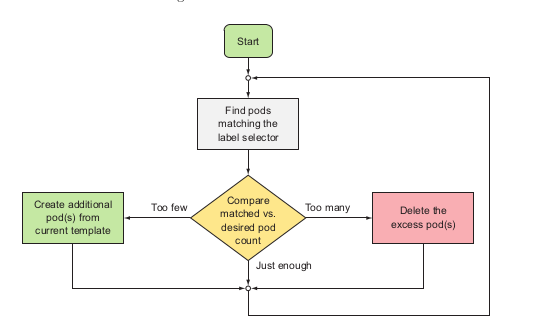 Start
Find pods
matching the
label selector
Compare
matched vs.
desired pod
count
Too few
Too many
Create additional
pod(s) from
current template
Delete the
excess pod(s)
Just enough